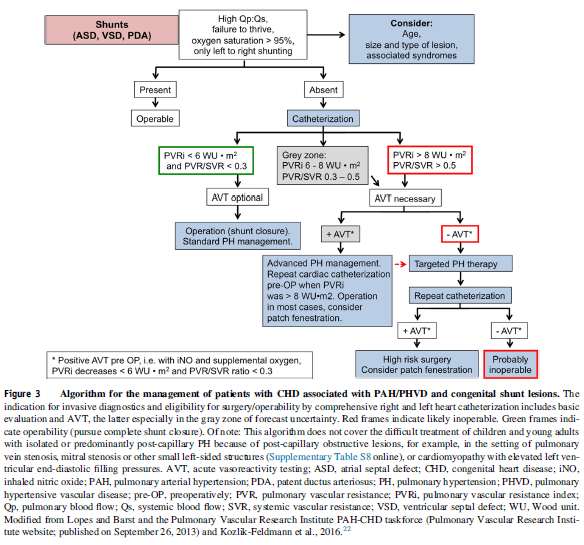 Shunts
(ASD, VSD, PDA)
High Qp:Qs,
failure to thrive,
oxygen saturation > 95%,
only left to right shunting
Consider:
Age,
size and type of lesion,
associated syndromes
Present
Absent
Operable
Catheterization
PVRi < 6 WU • m²
and PVR/SVR < 0.3
Grey zone:
PVRi 6 - 8 WU • m²
PVR/SVR 0.3 – 0.5
PVRi > 8 WU • m²
PVR/SVR > 0.5
AVT optional
AVT necessary
Operation (shunt closure).
Standard PH management.
+ AVT*
- AVT*
Advanced PH management.
Repeat cardiac catheterization
pre-OP when PVRi
was > 8 WU•m2. Operation
in most cases, consider
patch fenestration.
Targeted PH therapy
Repeat catheterization
+ AVT*
- AVT*
High risk surgery
Consider patch fenestration
Probably
inoperable
* Positive AVT pre OP, i.e. with iNO and supplemental oxygen,
PVRi decreases < 6 WU • m² and PVR/SVR ratio < 0.3
Figure 3 Algorithm for the management of patients with CHD associated with PAH/PHVD and congenital shunt lesions. The
indication for invasive diagnostics and eligibility for surgery/operability by comprehensive right and left heart catheterization includes basic
evaluation and AVT, the latter especially in the gray zone of forecast uncertainty. Red frames indicate likely inoperable. Green frames indi-
cate operability (pursue complete shunt closure). Of note: This algorithm does not cover the difficult treatment of children and young adults
with isolated or predominantly post-capillary PH because of post-capillary obstructive lesions, for example, in the setting of pulmonary
vein stenosis, mitral stenosis or other small left-sided structures (Supplementary Table S8 online), or cardiomyopathy with elevated left ven-
tricular end-diastolic filling pressures. AVT, acute vasoreactivity testing; ASD, atrial septal defect; CHD, congenital heart disease; iNO,
inhaled nitric oxide; PAH, pulmonary arterial hypertension; PDA, patent ductus arteriosus; PH, pulmonary hypertension; PHVD, pulmonary
hypertensive vascular disease; pre-OP, preoperatively; PVR, pulmonary vascular resistance; PVRi, pulmonary vascular resistance index;
Qp, pulmonary blood flow; Qs, systemic blood flow; SVR, systemic vascular resistance; VSD, ventricular septal defect; WU, Wood unit.
Modified from Lopes and Barst and the Pulmonary Vascular Research Institute PAH-CHD taskforce (Pulmonary Vascular Research Insti-
tute website; published on September 26, 2013) and Kozlik-Feldmann et al., 2016.²²